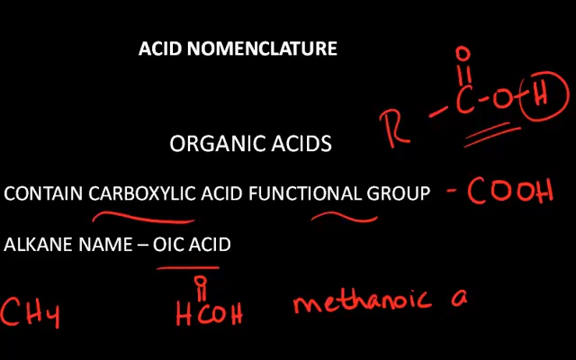 ACID NOMENCLATURE
O
R - C - O - H
ORGANIC ACIDS
CONTAIN CARBOXYLIC ACID FUNCTIONAL GROUP - COOH
ALKANE NAME – OIC ACID
O
CH4 HCOH methanoic a